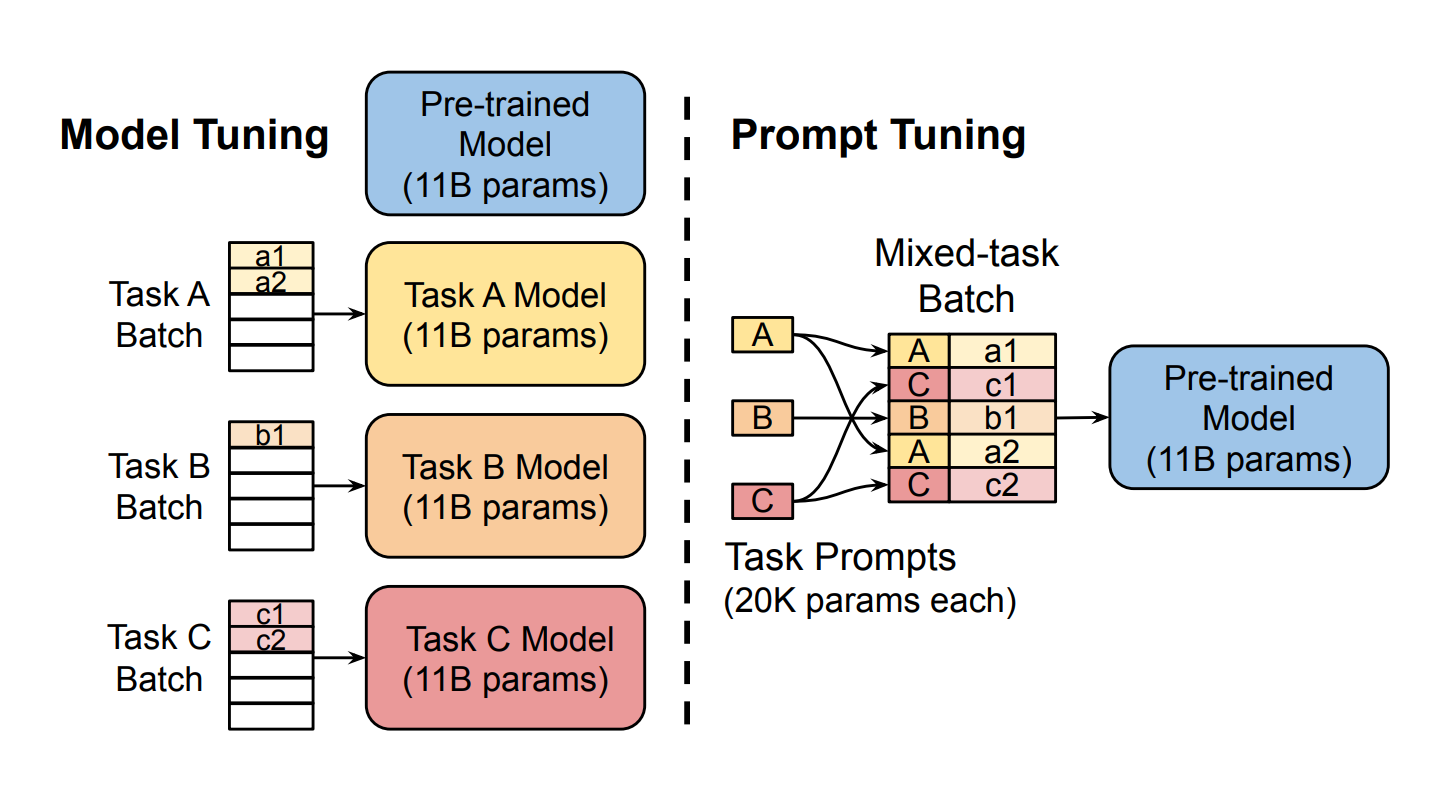 Model Tuning
Pre-trained
Model
(11B params)
Task A
Batch
a1
a2
Task A Model
(11B params)
Task B
Batch
b1
Task B Model
(11B params)
Task C
Batch
c1
c2
Task C Model
(11B params)
Prompt Tuning
Mixed-task
Batch
A
B
C
A a1
C c1
B b1
A a2
C c2
Task Prompts
(20K params each)
Pre-trained
Model
(11B params)